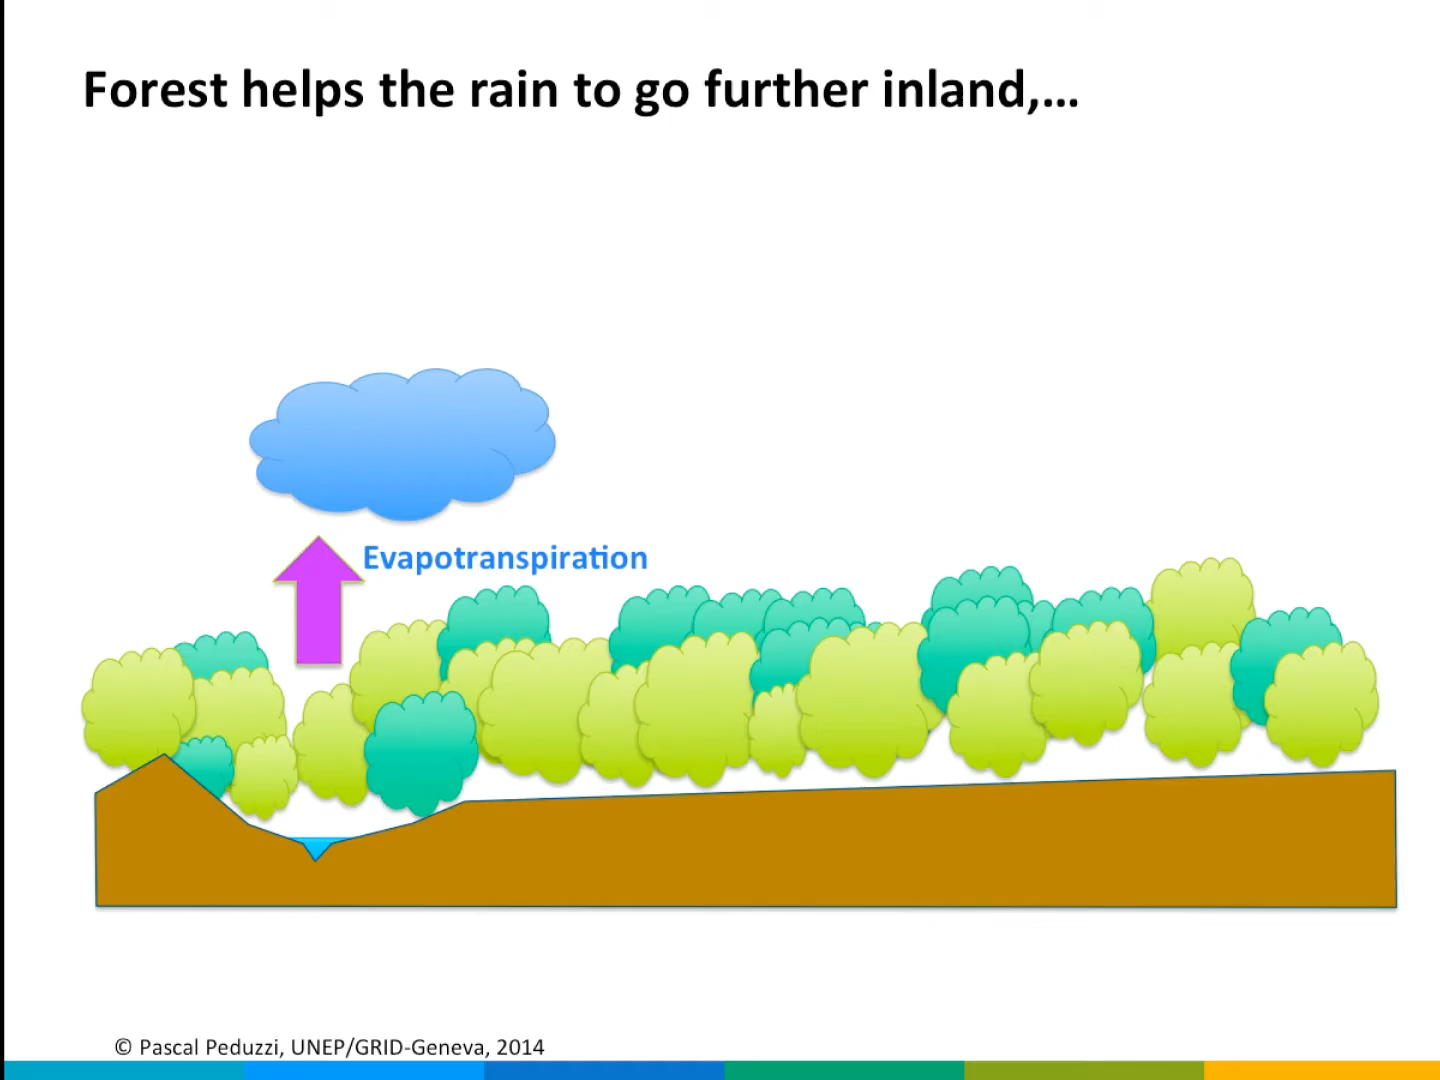 Forest helps the rain to go further inland,...
Evapotranspiration
© Pascal Peduzzi, UNEP/GRID-Geneva, 2014